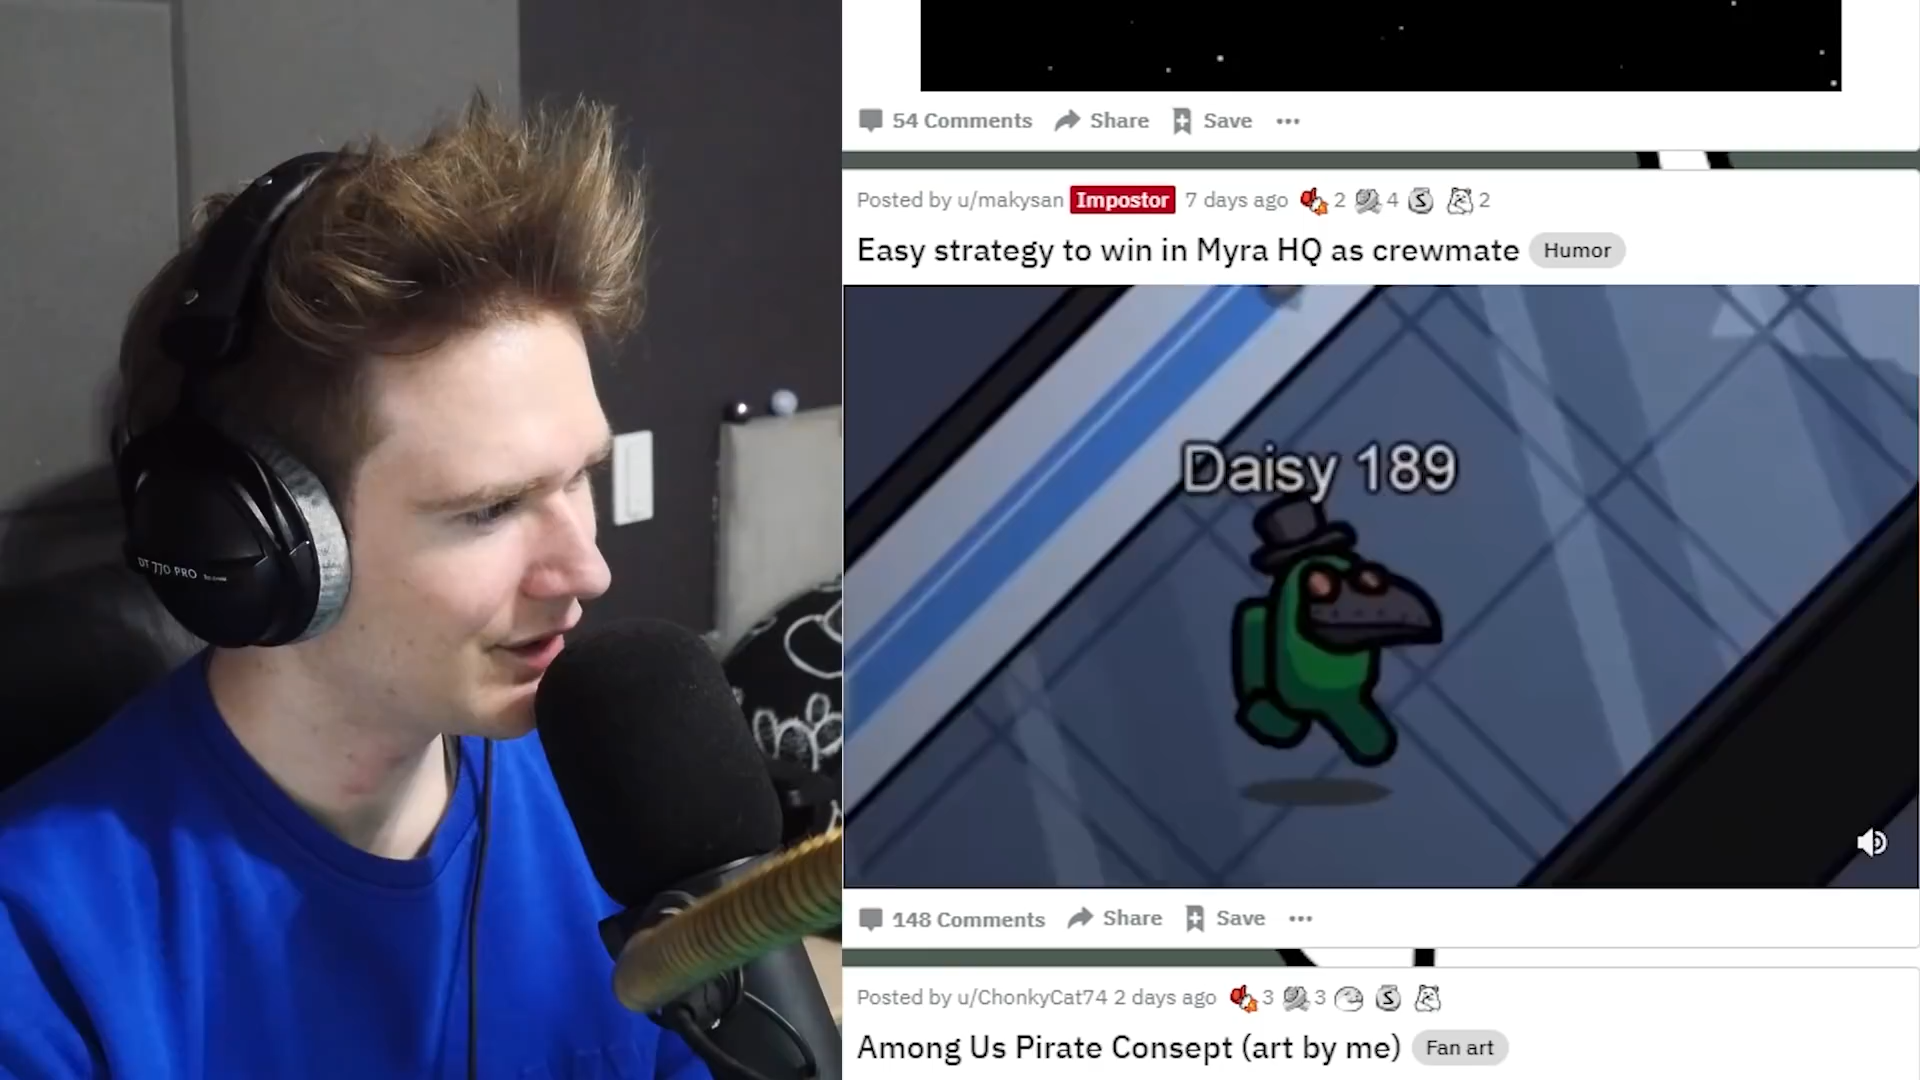 54 Comments Share Save
Posted by u/makysan Impostor 7 days ago 2 4 S 2
Easy strategy to win in Myra HQ as crewmate Humor
Daisy 189
DT 770 PRO
148 Comments Share Save
Posted by u/ChonkyCat74 2 days ago 3 3 S
Among Us Pirate Consept (art by me) Fan art